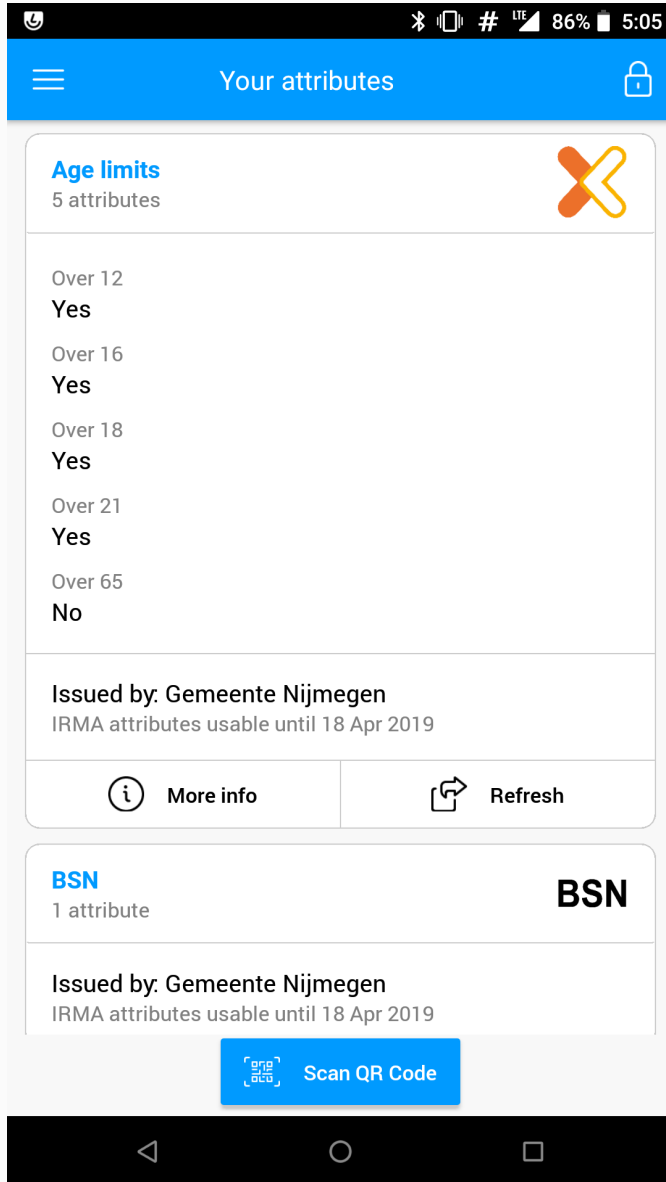 # LTE 86% 5:05
Your attributes
Age limits
5 attributes
Over 12
Yes
Over 16
Yes
Over 18
Yes
Over 21
Yes
Over 65
No
Issued by: Gemeente Nijmegen
IRMA attributes usable until 18 Apr 2019
More info Refresh
BSN BSN
1 attribute
Issued by: Gemeente Nijmegen
IRMA attributes usable until 18 Apr 2019
Scan QR Code